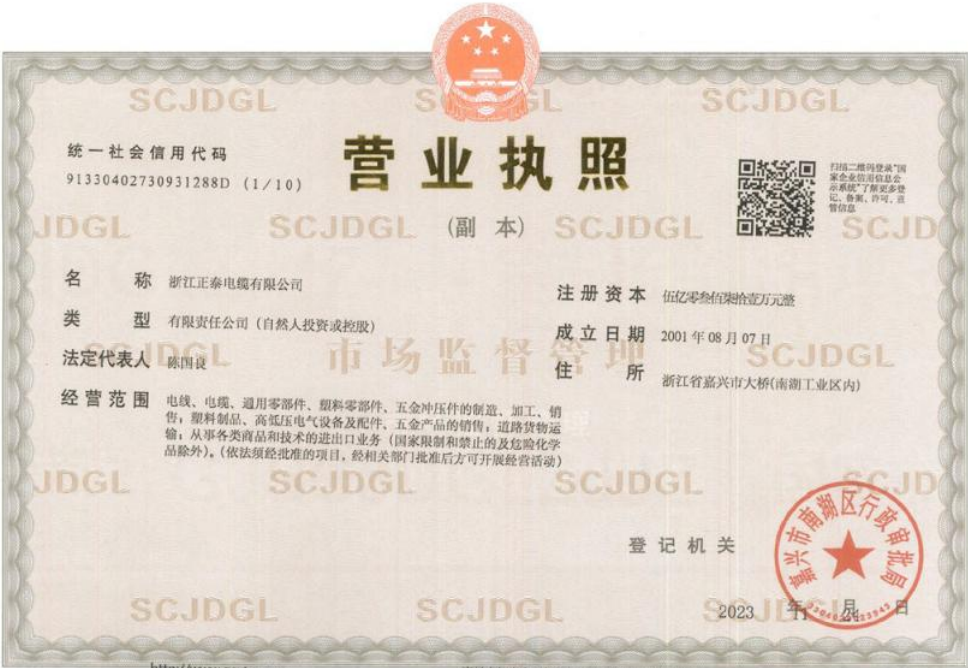 统一社会信用代码
91330402730931288D (1/10)
营业执照
(副 本)
扫描二维码登录“国
家企业信用信息公
示系统”了解更多登
记、备案、许可、监
管信息
名 称 浙江正泰电缆有限公司
类 型 有限责任公司（自然人投资或控股）
法定代表人 陈国良
经营范围 电线、电缆、通用零部件、塑料零部件、五金冲压件的制造、加工、销
售；塑料制品、高低压电气设备及配件、五金产品的销售；道路货物运
输；从事各类商品和技术的进出口业务（国家限制和禁止的及危险化学
品除外）。（依法须经批准的项目，经相关部门批准后方可开展经营活动）
注册资本 伍亿零叁佰柒拾壹万元整
成立日期 2001年08月07日
住 所 浙江省嘉兴市大桥(南湖工业区内)
市场监督管理
SCJDGL
登记机关
嘉兴市南湖区行政审批局
2023 年 月 日